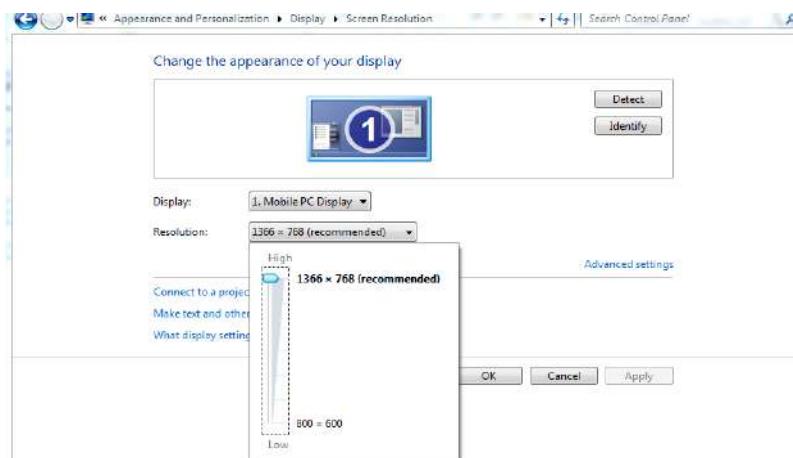 « Appearance and Personalization ▸ Display ▸ Screen Resolution
Search Control Panel
Change the appearance of your display
1
Detect
Identify
Display:
1. Mobile PC Display
Resolution:
1366 × 768 (recommended)
High
1366 × 768 (recommended)
Advanced settings
Connect to a projec
Make text and other
What display setting
OK
Cancel
Apply
800 × 600
Low